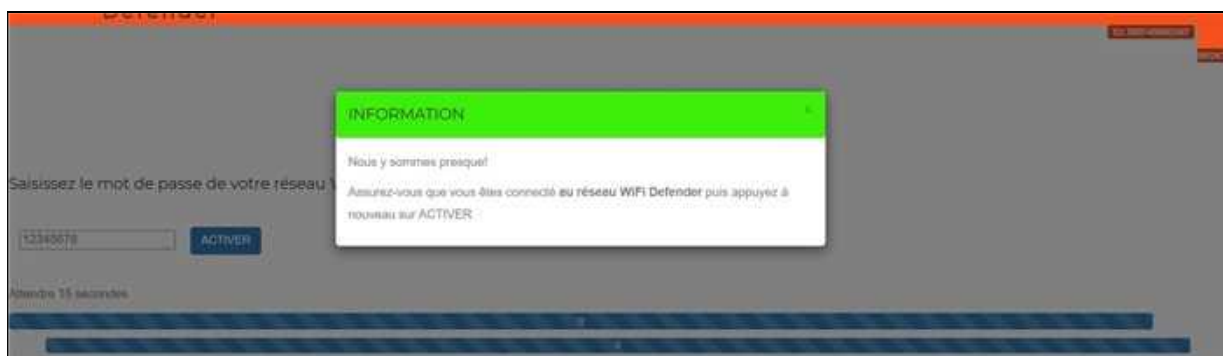 Defender
INFORMATION
Nous y sommes presque!
Assurez-vous que vous êtes connecté au réseau WiFi Defender puis appuyez à
nouveau sur ACTIVER
Saisissez le mot de passe de votre réseau
12345678
ACTIVER
Attendre 15 secondes